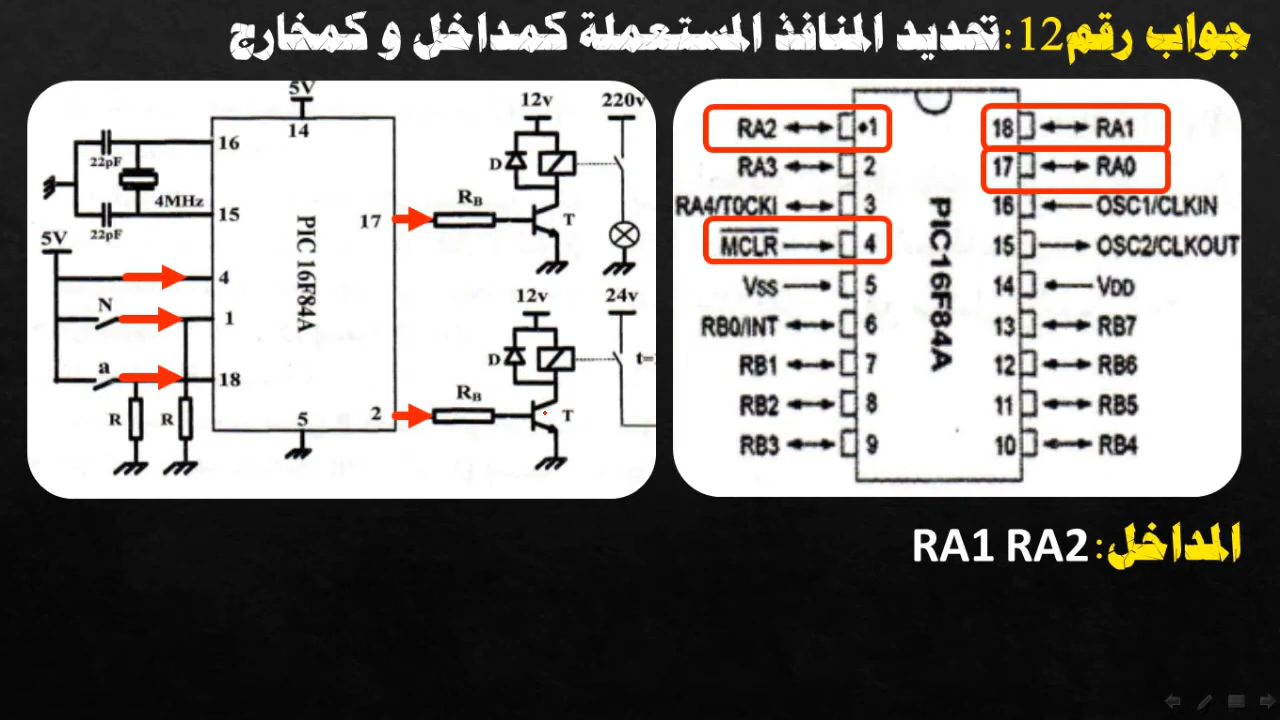 جواب رقم12:تحديد المنافذ المستعملة كمداخل و كمخارج
5V
12v
220v
14
16
22pF
D
4MHz
15
22pF
5V
17
RB
T
PIC 16F84A
4
N
1
12v
24v
a
18
D
t=
R
R
5
2
RB
T
RA2
1
18
RA1
RA3
2
17
RA0
RA4/T0CKI
3
16
OSC1/CLKIN
MCLR
4
15
OSC2/CLKOUT
PIC16F84A
VSS
5
14
VDD
RB0/INT
6
13
RB7
RB1
7
12
RB6
RB2
8
11
RB5
RB3
9
10
RB4
المداخل: RA1 RA2